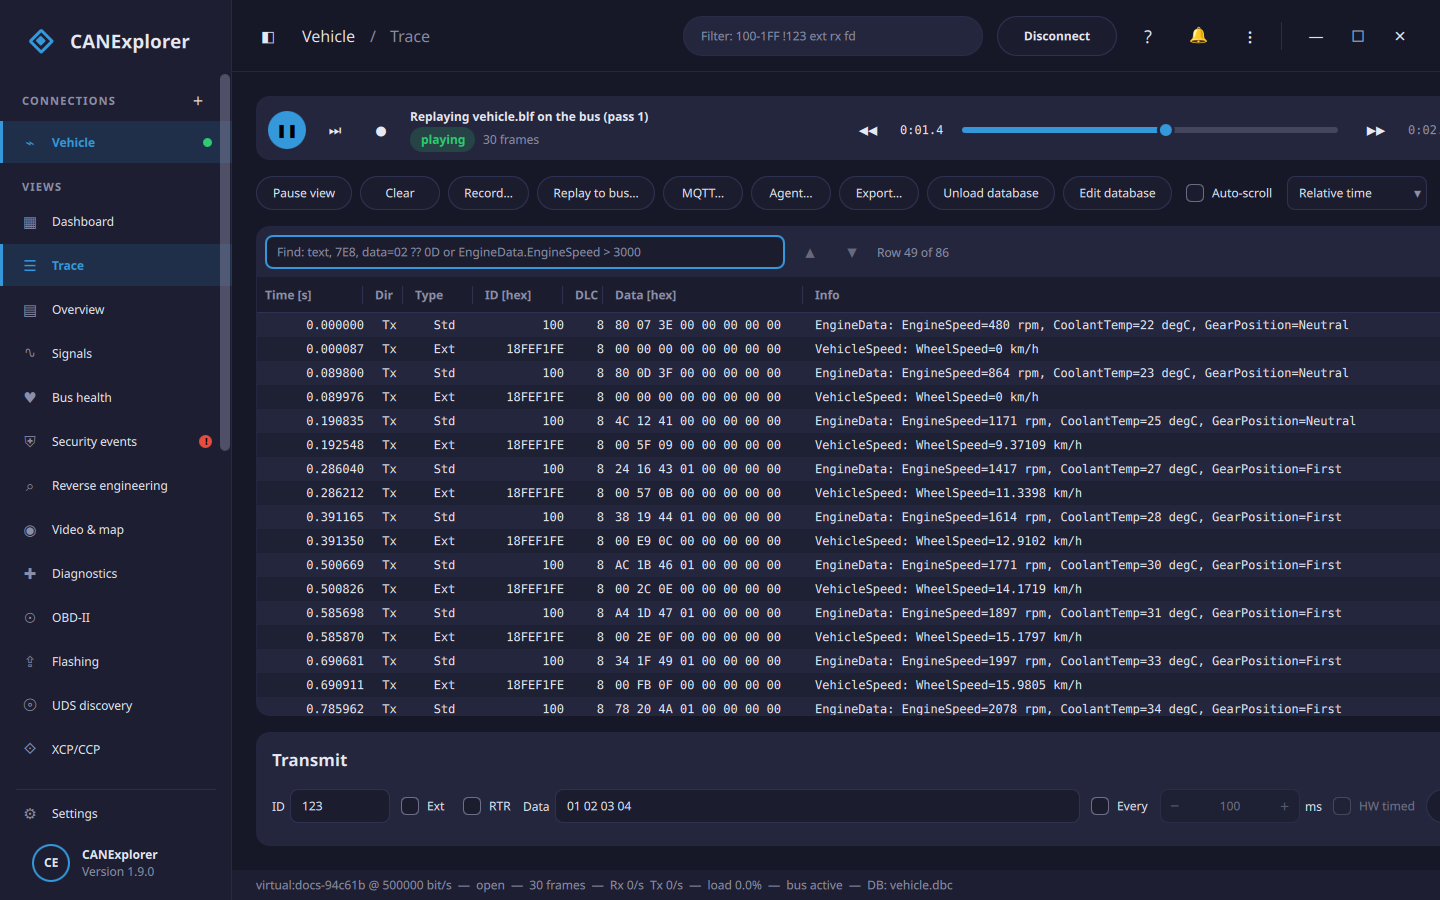 CANExplorer
Vehicle / Trace
Filter: 100-1FF !123 ext rx fd
Disconnect
?
CONNECTIONS +
Vehicle
VIEWS
Dashboard
Trace
Overview
Signals
Bus health
Security events !
Reverse engineering
Video & map
Diagnostics
OBD-II
Flashing
UDS discovery
XCP/CCP
Settings
CE
CANExplorer
Version 1.9.0
Replaying vehicle.blf on the bus (pass 1)
playing 30 frames
0:01.4 0:02.
Pause view Clear Record... Replay to bus... MQTT... Agent... Export... Unload database Edit database Auto-scroll Relative time
Find: text, 7E8, data=02 ?? 0D or EngineData.EngineSpeed > 3000 Row 49 of 86
Time [s] Dir Type ID [hex] DLC Data [hex] Info
0.000000 Tx Std 100 8 80 07 3E 00 00 00 00 00 EngineData: EngineSpeed=480 rpm, CoolantTemp=22 degC, GearPosition=Neutral
0.000087 Tx Ext 18FEF1FE 8 00 00 00 00 00 00 00 00 VehicleSpeed: WheelSpeed=0 km/h
0.089800 Tx Std 100 8 80 0D 3F 00 00 00 00 00 EngineData: EngineSpeed=864 rpm, CoolantTemp=23 degC, GearPosition=Neutral
0.089976 Tx Ext 18FEF1FE 8 00 00 00 00 00 00 00 00 VehicleSpeed: WheelSpeed=0 km/h
0.190835 Tx Std 100 8 4C 12 41 00 00 00 00 00 EngineData: EngineSpeed=1171 rpm, CoolantTemp=25 degC, GearPosition=Neutral
0.192548 Tx Ext 18FEF1FE 8 00 5F 09 00 00 00 00 00 VehicleSpeed: WheelSpeed=9.37109 km/h
0.286040 Tx Std 100 8 24 16 43 01 00 00 00 00 EngineData: EngineSpeed=1417 rpm, CoolantTemp=27 degC, GearPosition=First
0.286212 Tx Ext 18FEF1FE 8 00 57 0B 00 00 00 00 00 VehicleSpeed: WheelSpeed=11.3398 km/h
0.391165 Tx Std 100 8 38 19 44 01 00 00 00 00 EngineData: EngineSpeed=1614 rpm, CoolantTemp=28 degC, GearPosition=First
0.391350 Tx Ext 18FEF1FE 8 00 E9 0C 00 00 00 00 00 VehicleSpeed: WheelSpeed=12.9102 km/h
0.500669 Tx Std 100 8 AC 1B 46 01 00 00 00 00 EngineData: EngineSpeed=1771 rpm, CoolantTemp=30 degC, GearPosition=First
0.500826 Tx Ext 18FEF1FE 8 00 2C 0E 00 00 00 00 00 VehicleSpeed: WheelSpeed=14.1719 km/h
0.585698 Tx Std 100 8 A4 1D 47 01 00 00 00 00 EngineData: EngineSpeed=1897 rpm, CoolantTemp=31 degC, GearPosition=First
0.585870 Tx Ext 18FEF1FE 8 00 2E 0F 00 00 00 00 00 VehicleSpeed: WheelSpeed=15.1797 km/h
0.690681 Tx Std 100 8 34 1F 49 01 00 00 00 00 EngineData: EngineSpeed=1997 rpm, CoolantTemp=33 degC, GearPosition=First
0.690911 Tx Ext 18FEF1FE 8 00 FB 0F 00 00 00 00 00 VehicleSpeed: WheelSpeed=15.9805 km/h
0.785962 Tx Std 100 8 78 20 4A 01 00 00 00 00 EngineData: EngineSpeed=2078 rpm, CoolantTemp=34 degC, GearPosition=First
Transmit
ID 123 Ext RTR Data 01 02 03 04 Every − 100 + ms HW timed
virtual:docs-94c61b @ 500000 bit/s — open — 30 frames — Rx 0/s Tx 0/s — load 0.0% — bus active — DB: vehicle.dbc